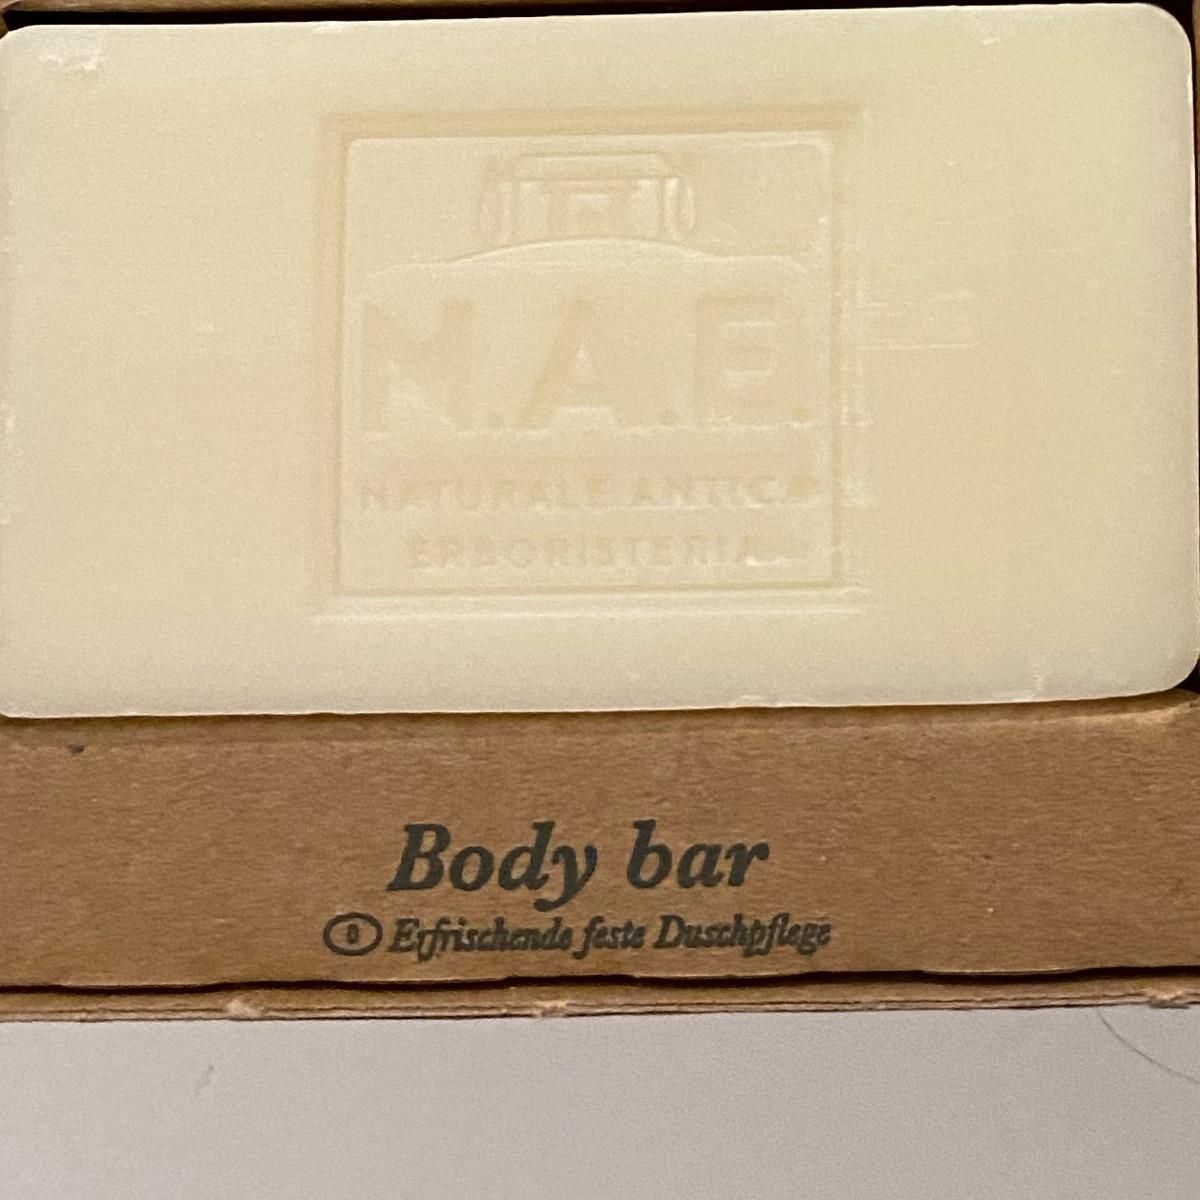 N.A.E.
NATURALE ANTICA
ERBORISTERIA
Body bar
D Erfrischende feste Duschpflege